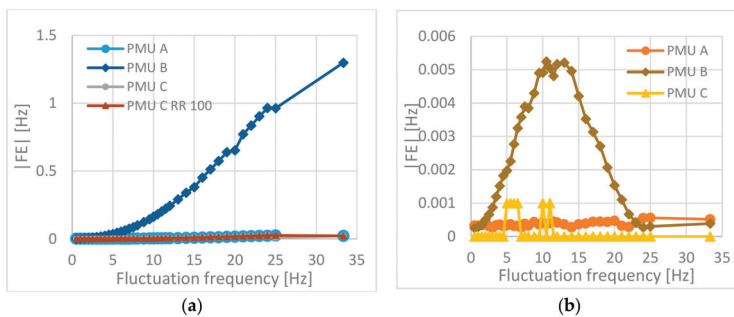 1.5
1
0.5
0
|FE| [Hz]
PMU A
PMU B
PMU C
PMU C RR 100
0 5 10 15 20 25 30 35
Fluctuation frequency [Hz]
(a)
0.006
0.005
0.004
0.003
0.002
0.001
0
|FE| [Hz]
PMU A
PMU B
PMU C
0 5 10 15 20 25 30 35
Fluctuation frequency [Hz]
(b)